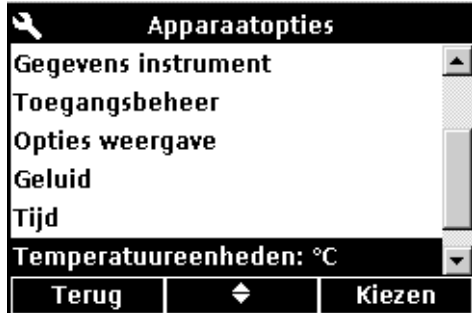 Apparaatopties
Gegevens instrument
Toegangsbeheer
Opties weergave
Geluid
Tijd
Temperatuureenheden: °C
Terug
Kiezen